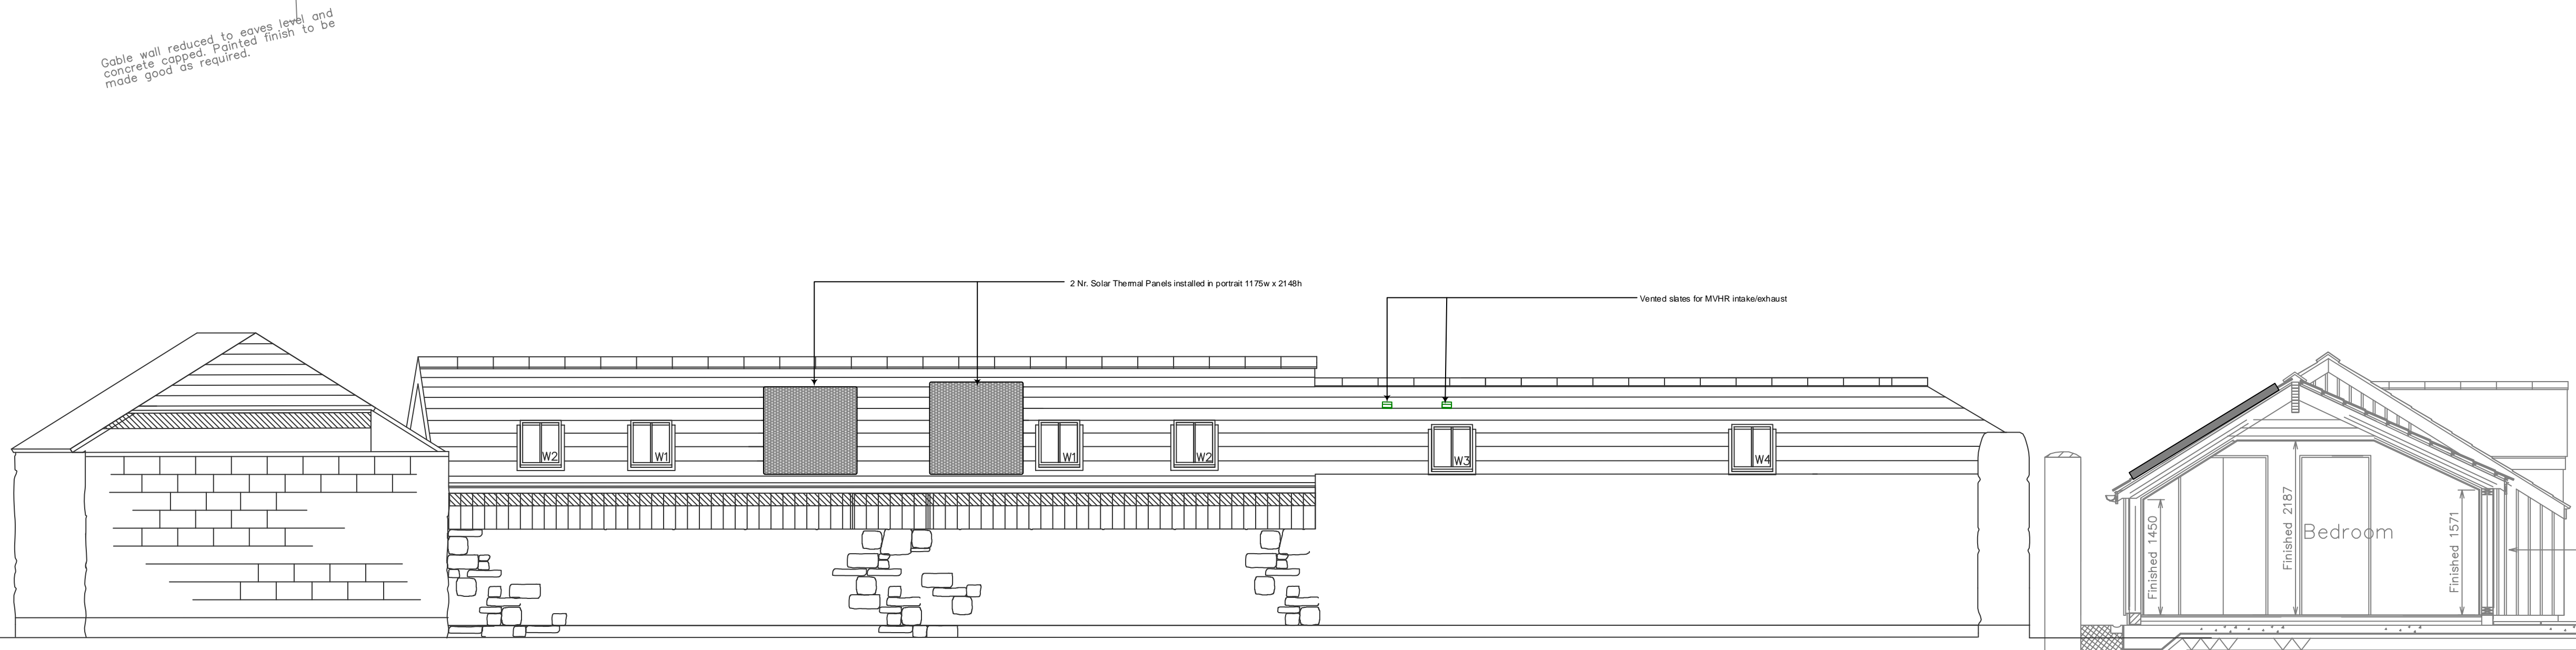 Gable wall reduced to eaves level and
concrete capped. Painted finish to be
made good as required.
2 Nr. Solar Thermal Panels installed in portrait 1175w x 2148h
Vented slates for MVHR intake/exhaust
W2
W1
W1
W2
W3
W4
Finished 1450
Finished 2187
Bedroom
Finished 1571